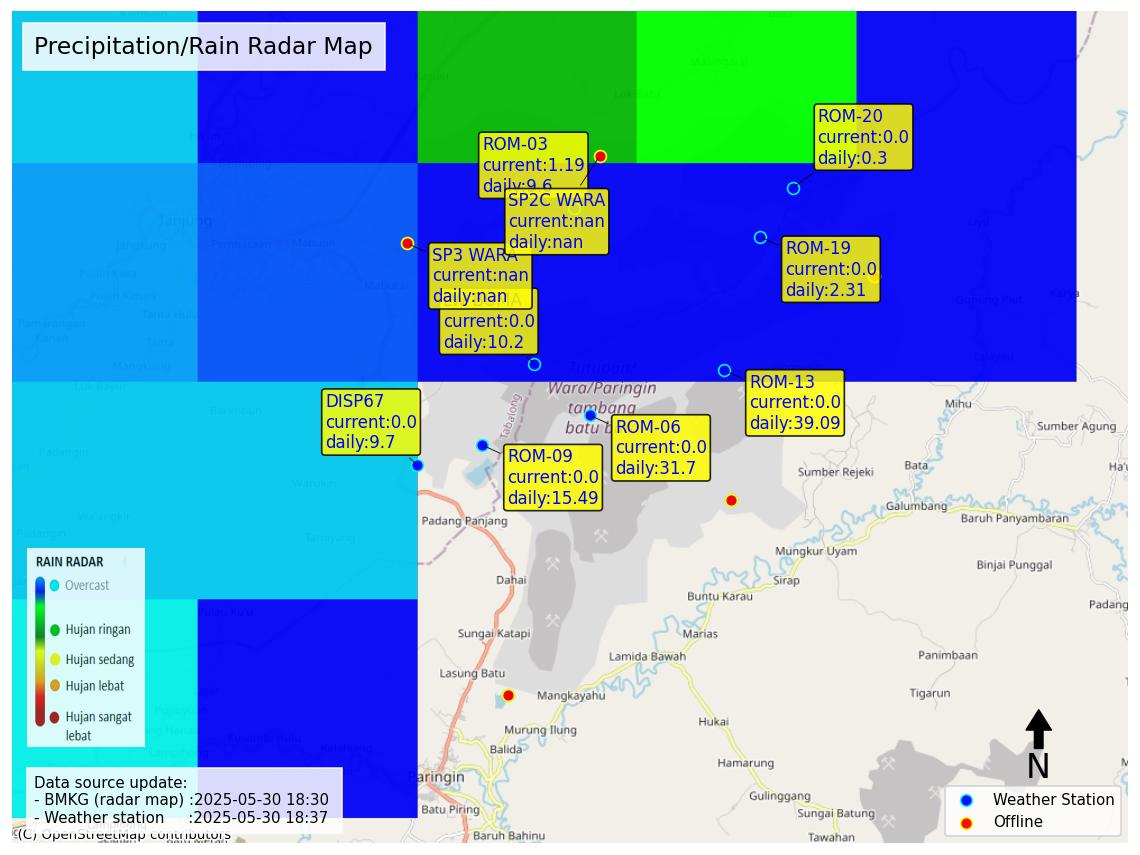 Precipitation/Rain Radar Map
ROM-20
current:0.0
daily:0.3
ROM-03
current:1.19
daily:9.6
SP2C WARA
current:nan
daily:nan
ROM-19
current:0.0
daily:2.31
SP3 WARA
current:nan
daily:nan
current:0.0
daily:10.2
Tanjung
Maburai
Karya
Mihu
Tutupan/
Wara/Paringin
tambang
batu b
Tabalong
ROM-13
current:0.0
daily:39.09
DISP67
current:0.0
daily:9.7
ROM-06
current:0.0
daily:31.7
ROM-09
current:0.0
daily:15.49
Sumber Agung
Bata
Sumber Rejeki
Ha'u
Galumbang
Baruh Panyambaran
Padang Panjang
Mungkur Uyam
Binjai Punggal
Dahai
Sirap
Buntu Karau
Padang
Sungai Katapi
Marias
Lamida Bawah
Panimbaan
Lasung Batu
Tigarun
Mangkayahu
Hukai
Murung Ilung
Balida
Hamarung
Paringin
Gulinggang
Batu Piring
Sungai Batung
Baruh Bahinu
Tawahan
RAIN RADAR
Overcast
Hujan ringan
Hujan sedang
Hujan lebat
Hujan sangat
lebat
Data source update:
- BMKG (radar map) :2025-05-30 18:30
- Weather station :2025-05-30 18:37
(C) OpenStreetMap contributors
N
Weather Station
Offline